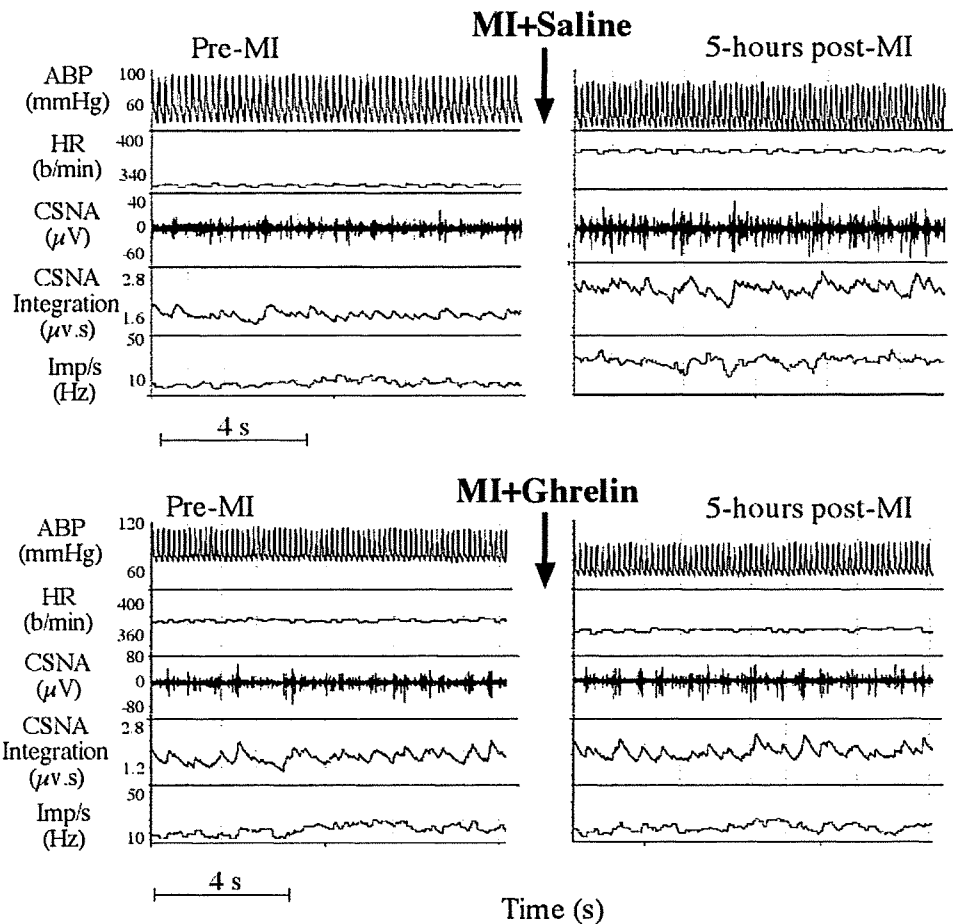 MI+Saline
Pre-MI
5-hours post-MI
ABP
(mmHg)
100
60
HR
(b/min)
400
340
CSNA
(μV)
40
0
-60
CSNA
Integration
(μv.s)
2.8
1.6
Imp/s
(Hz)
50
10
4 s
MI+Ghrelin
Pre-MI
5-hours post-MI
ABP
(mmHg)
120
60
HR
(b/min)
400
360
CSNA
(μV)
80
0
-80
CSNA
Integration
(μv.s)
2.8
1.2
Imp/s
(Hz)
50
10
4 s
Time (s)